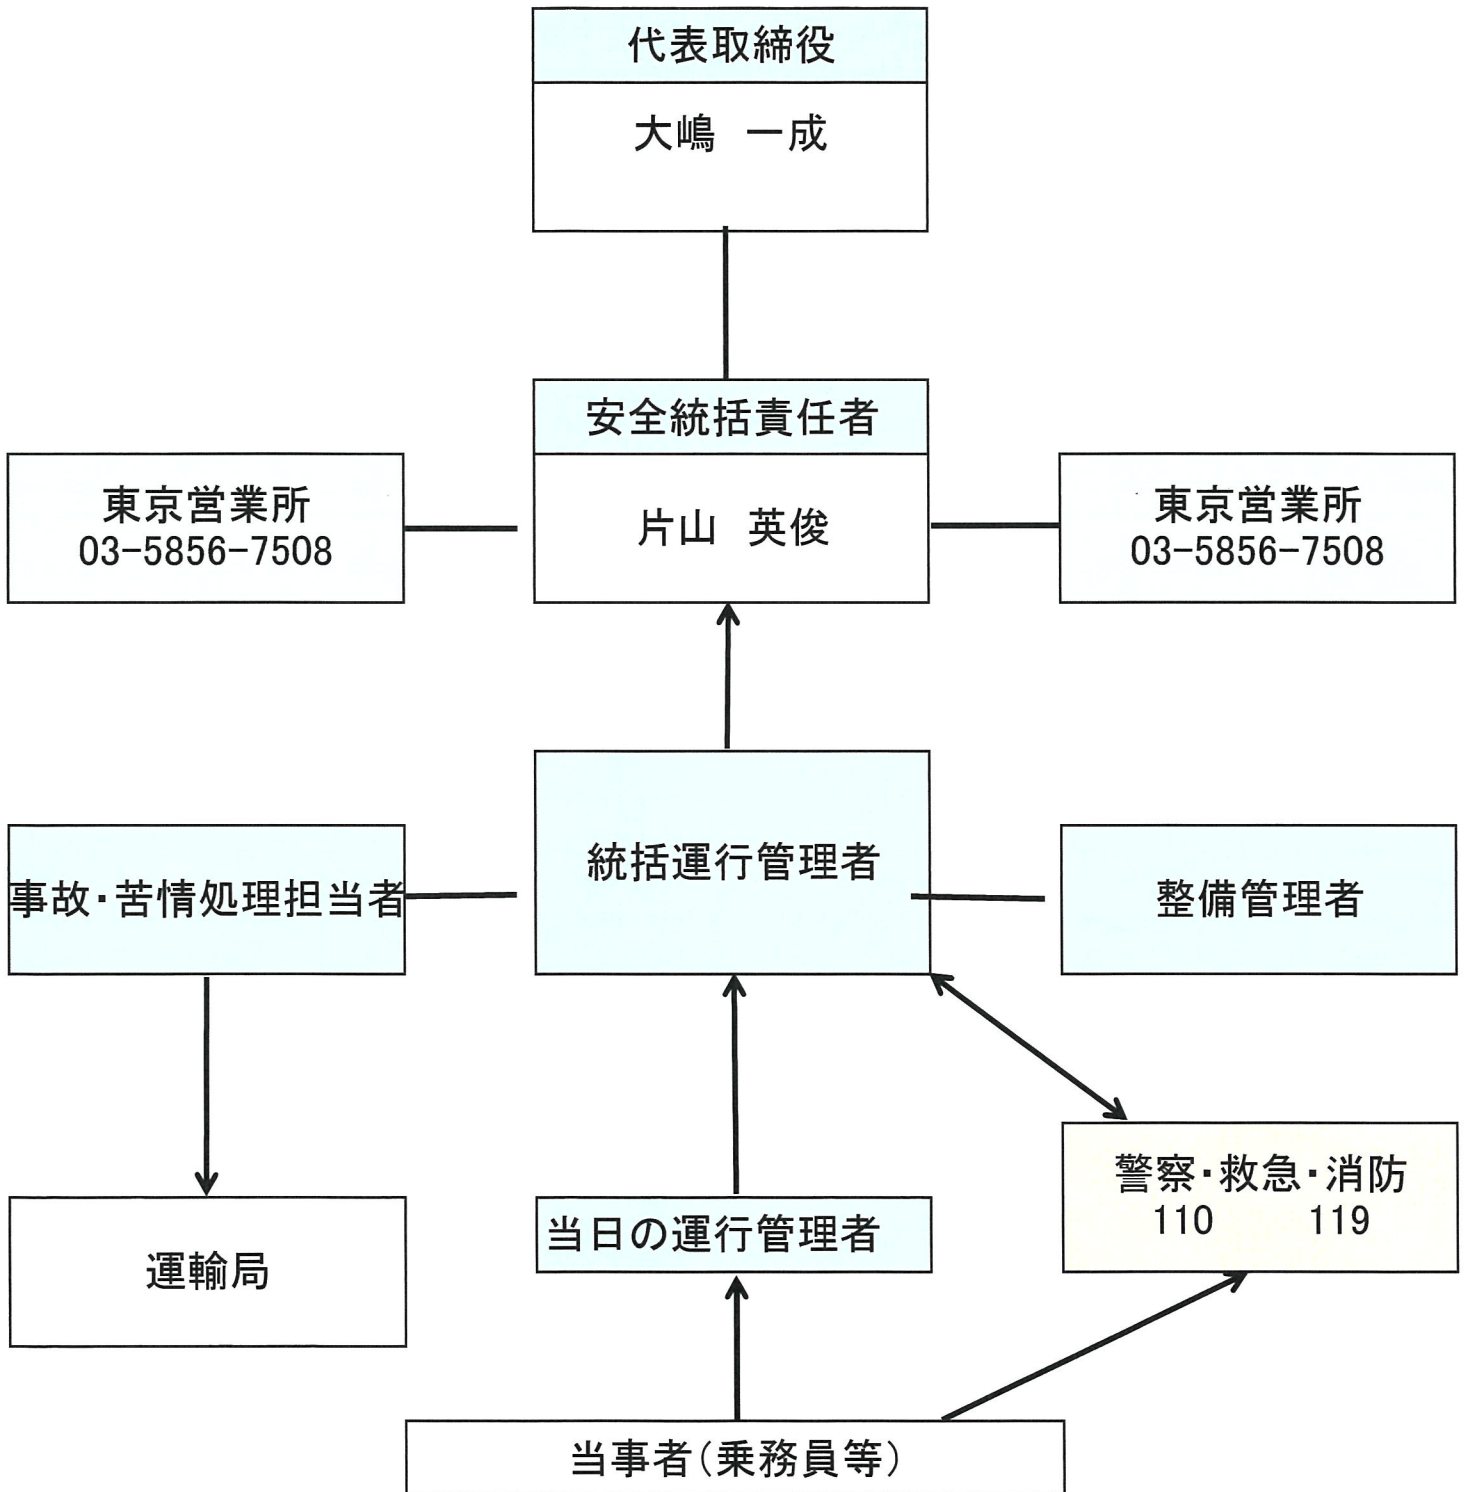 代表取締役
大嶋　一成
安全統括責任者
東京営業所
03-5856-7508
片山　英俊
東京営業所
03-5856-7508
統括運行管理者
事故・苦情処理担当者
整備管理者
警察・救急・消防
110　　119
当日の運行管理者
運輸局
当事者（乗務員等）